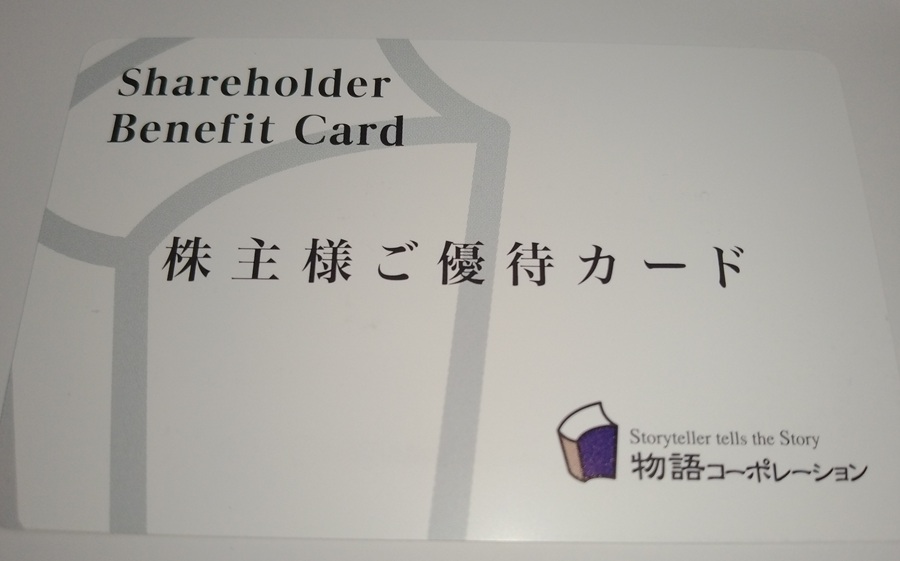 Shareholder
Benefit Card
株主様ご優待カード
Storyteller tells the Story
物語コーポレーション